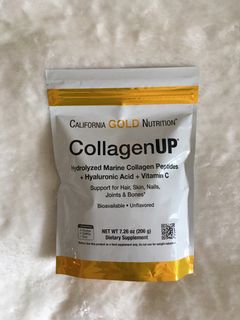 CALIFORNIA GOLD NUTRITION®
CollagenUP®
Hydrolyzed Marine Collagen Peptides
+ Hyaluronic Acid + Vitamin C
Support for Hair, Skin, Nails,
Joints & Bones*
Bioavailable • Unflavored
NET WT 7.26 oz (206 g)
Dietary Supplement